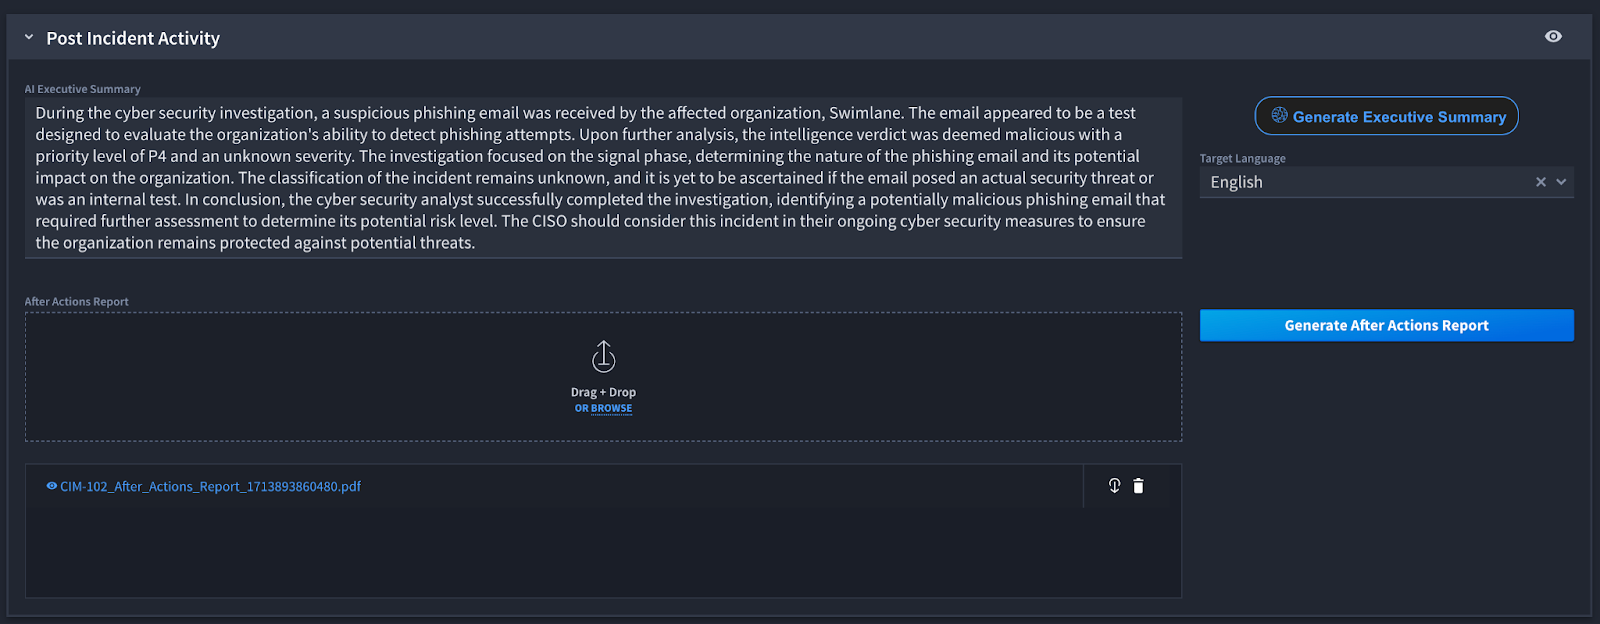 Post Incident Activity
AI Executive Summary
During the cyber security investigation, a suspicious phishing email was received by the affected organization, Swimlane. The email appeared to be a test
designed to evaluate the organization's ability to detect phishing attempts. Upon further analysis, the intelligence verdict was deemed malicious with a
priority level of P4 and an unknown severity. The investigation focused on the signal phase, determining the nature of the phishing email and its potential
impact on the organization. The classification of the incident remains unknown, and it is yet to be ascertained if the email posed an actual security threat or
was an internal test. In conclusion, the cyber security analyst successfully completed the investigation, identifying a potentially malicious phishing email that
required further assessment to determine its potential risk level. The CISO should consider this incident in their ongoing cyber security measures to ensure
the organization remains protected against potential threats.
Generate Executive Summary
Target Language
English
After Actions Report
Drag + Drop
OR BROWSE
Generate After Actions Report
CIM-102_After_Actions_Report_1713893860480.pdf